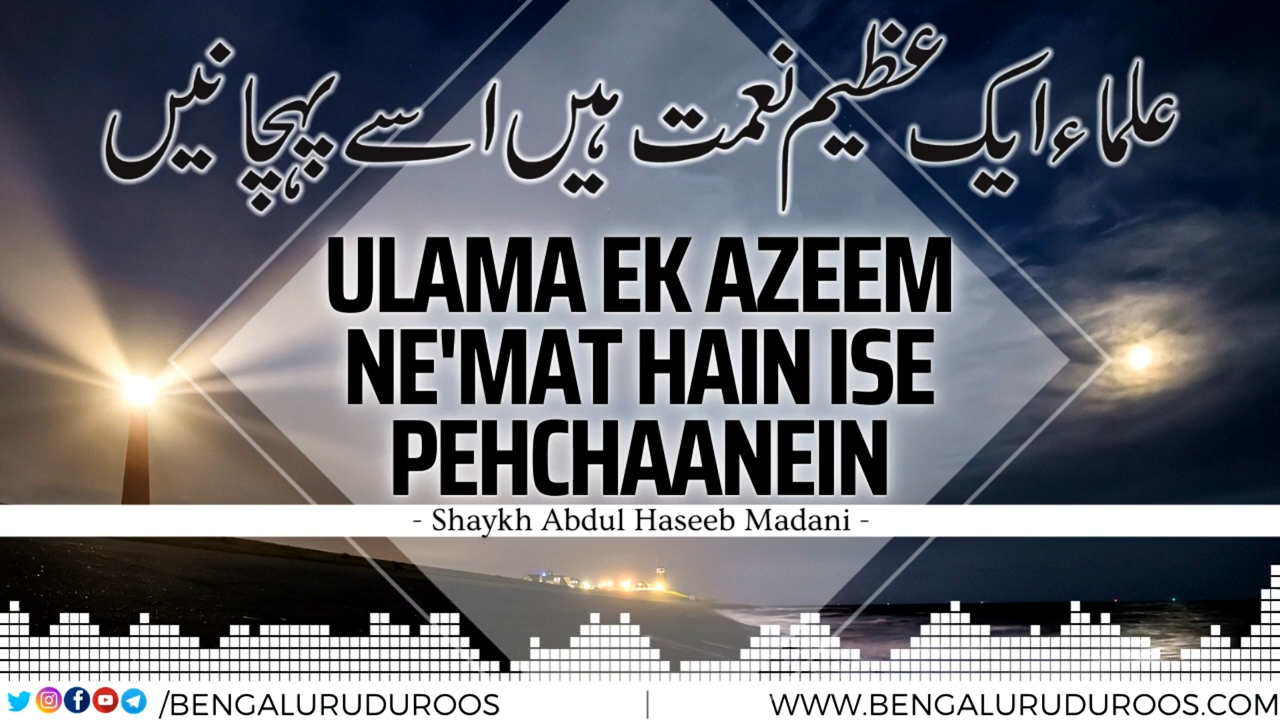 علماء ایک عظیم نعمت ہیں اسے پہچانیں
ULAMA EK AZEEM
NE'MAT HAIN ISE
PEHCHAANEIN
- Shaykh Abdul Haseeb Madani -
/BENGALURUDUROOS | WWW.BENGALURUDUROOS.COM